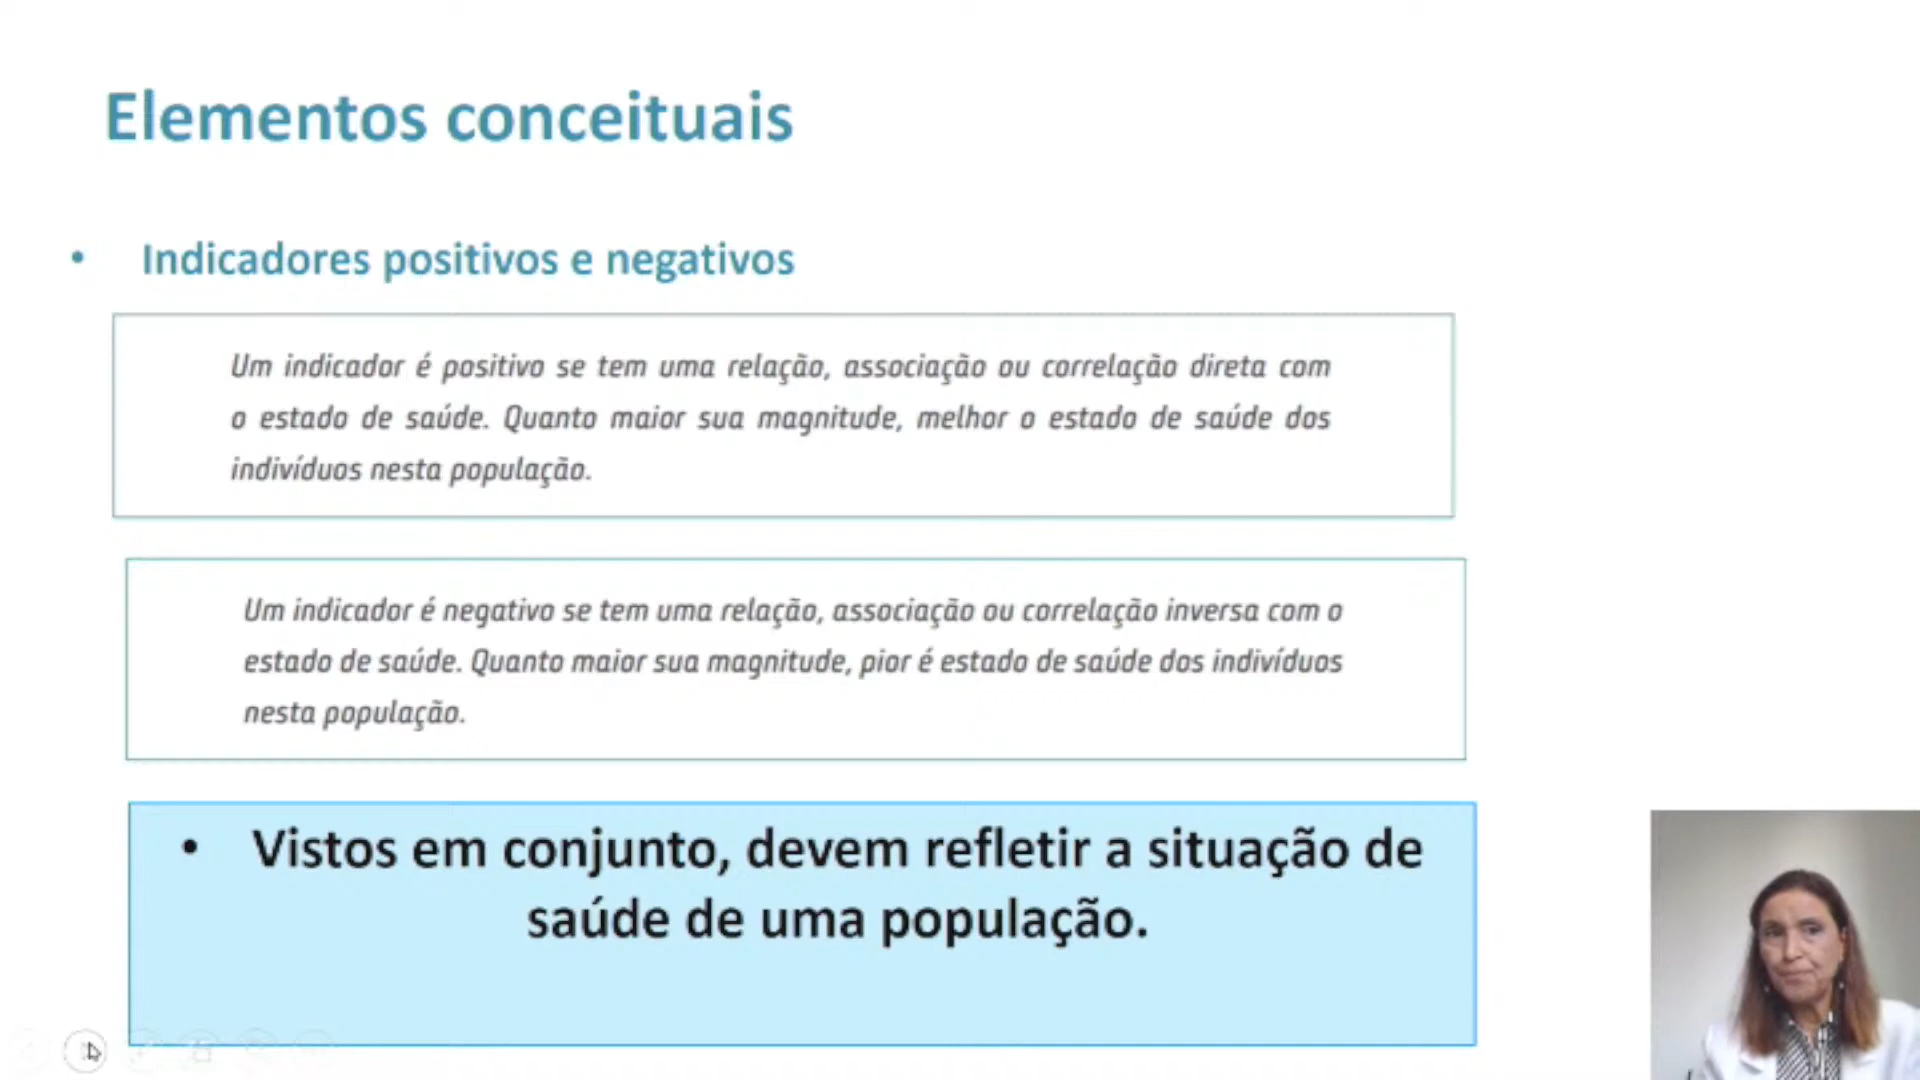 Elementos conceituais
• Indicadores positivos e negativos
Um indicador é positivo se tem uma relação, associação ou correlação direta com
o estado de saúde. Quanto maior sua magnitude, melhor o estado de saúde dos
indivíduos nesta população.
Um indicador é negativo se tem uma relação, associação ou correlação inversa com o
estado de saúde. Quanto maior sua magnitude, pior é estado de saúde dos indivíduos
nesta população.
• Vistos em conjunto, devem refletir a situação de
saúde de uma população.